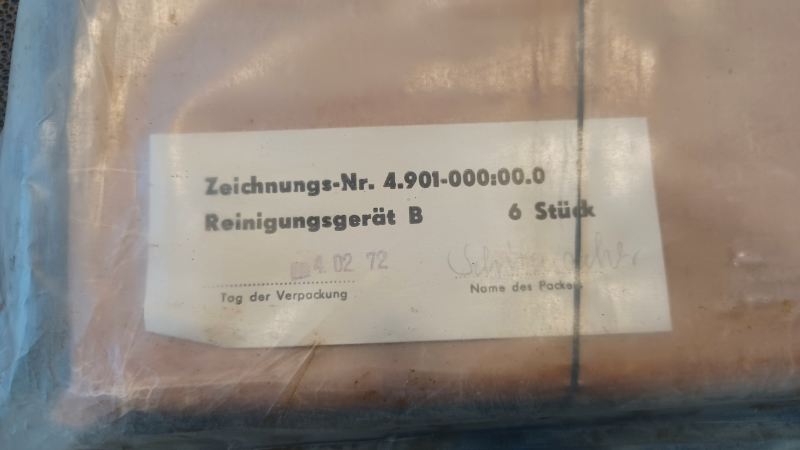 Zeichnungs-Nr. 4.901-000:00.0
Reinigungsgerät B 6 Stück
4. 02 72
Tag der Verpackung Name des Packers